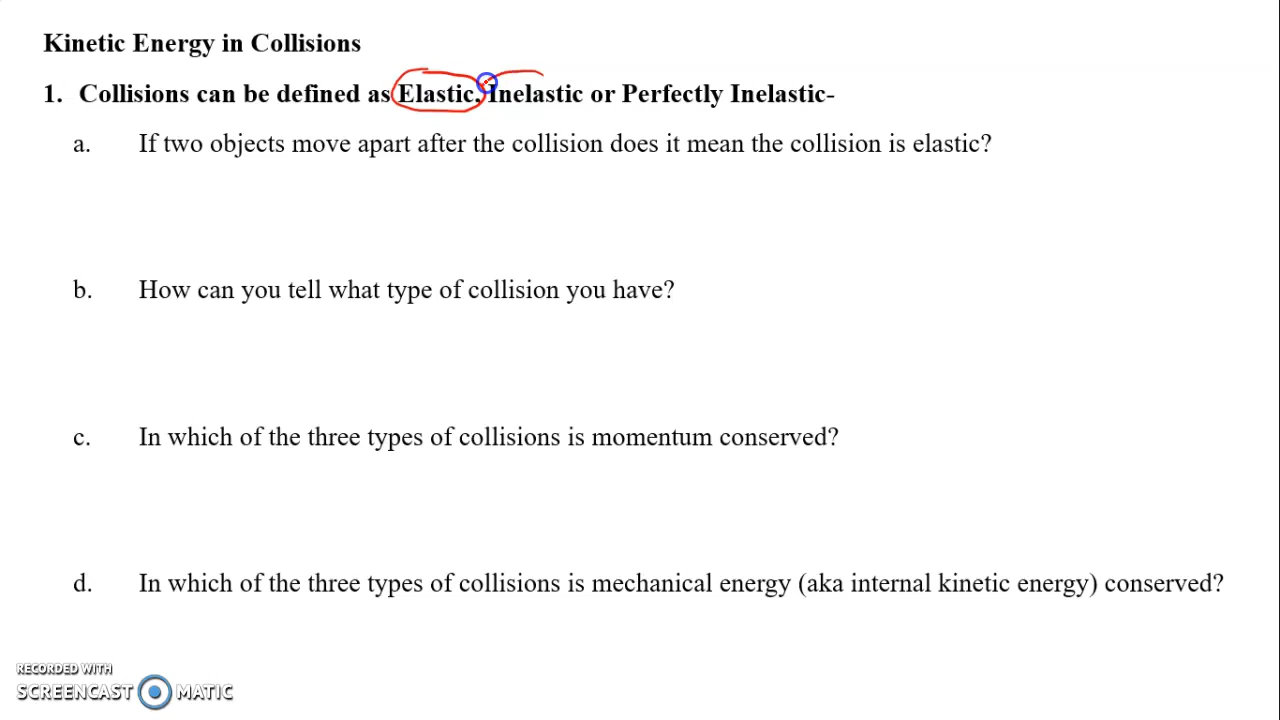 Kinetic Energy in Collisions
1. Collisions can be defined as Elastic, Inelastic or Perfectly Inelastic-
a. If two objects move apart after the collision does it mean the collision is elastic?
b. How can you tell what type of collision you have?
c. In which of the three types of collisions is momentum conserved?
d. In which of the three types of collisions is mechanical energy (aka internal kinetic energy) conserved?
RECORDED WITH
SCREENCAST MATIC